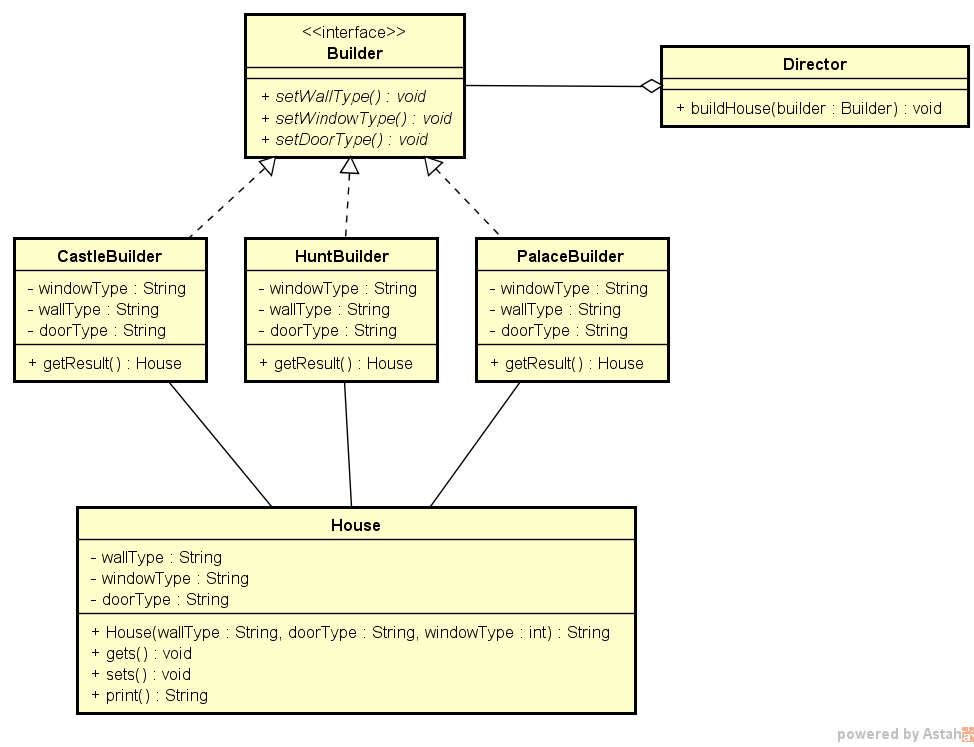 <<interface>>
Builder
+ setWallType() : void
+ setWindowType() : void
+ setDoorType() : void
Director
+ buildHouse(builder : Builder) : void
CastleBuilder
- windowType : String
- wallType : String
- doorType : String
+ getResult() : House
HuntBuilder
- windowType : String
- wallType : String
- doorType : String
+ getResult() : House
PalaceBuilder
- windowType : String
- wallType : String
- doorType : String
+ getResult() : House
House
- wallType : String
- windowType : String
- doorType : String
+ House(wallType : String, doorType : String, windowType : int) : String
+ gets() : void
+ sets() : void
+ print() : String
powered by Astah